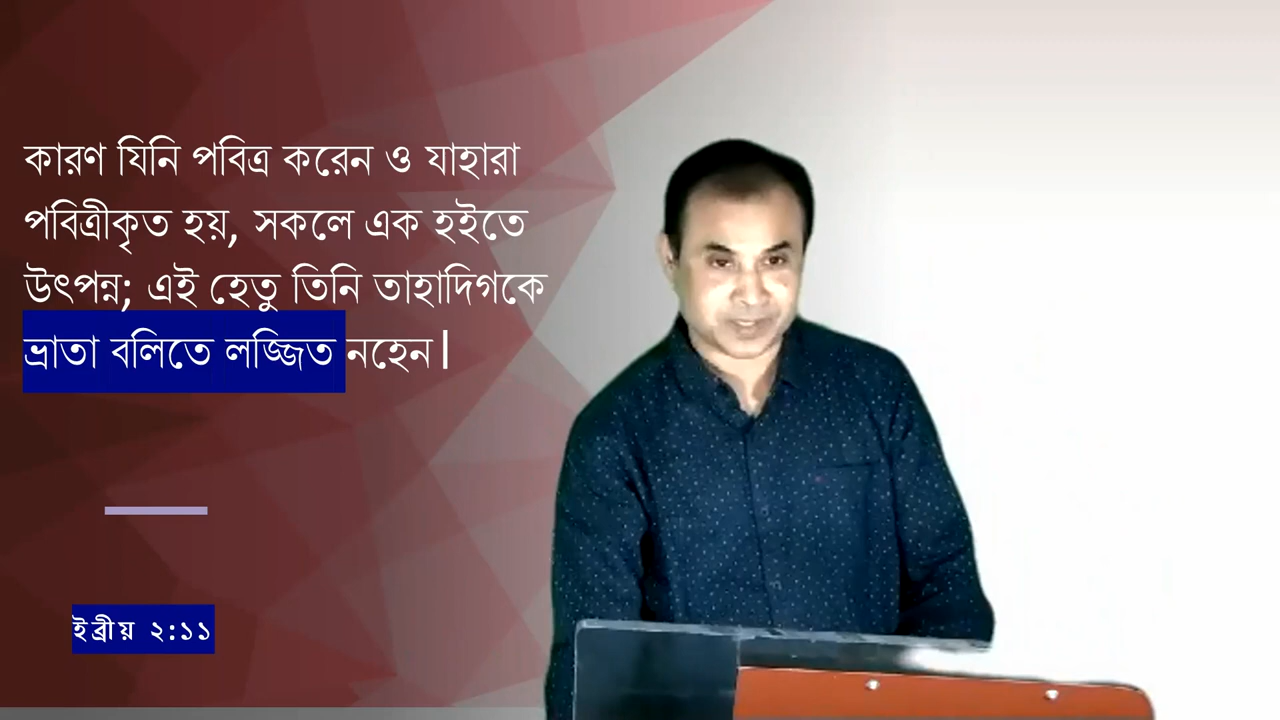 কারণ যিনি পবিত্র করেন ও যাহারা
পবিত্রীকৃত হয়, সকলে এক হইতে
উৎপন্ন; এই হেতু তিনি তাহাদিগকে
ভ্রাতা বলিতে লজ্জিত নহেন।
ইব্রীয় ২:১১